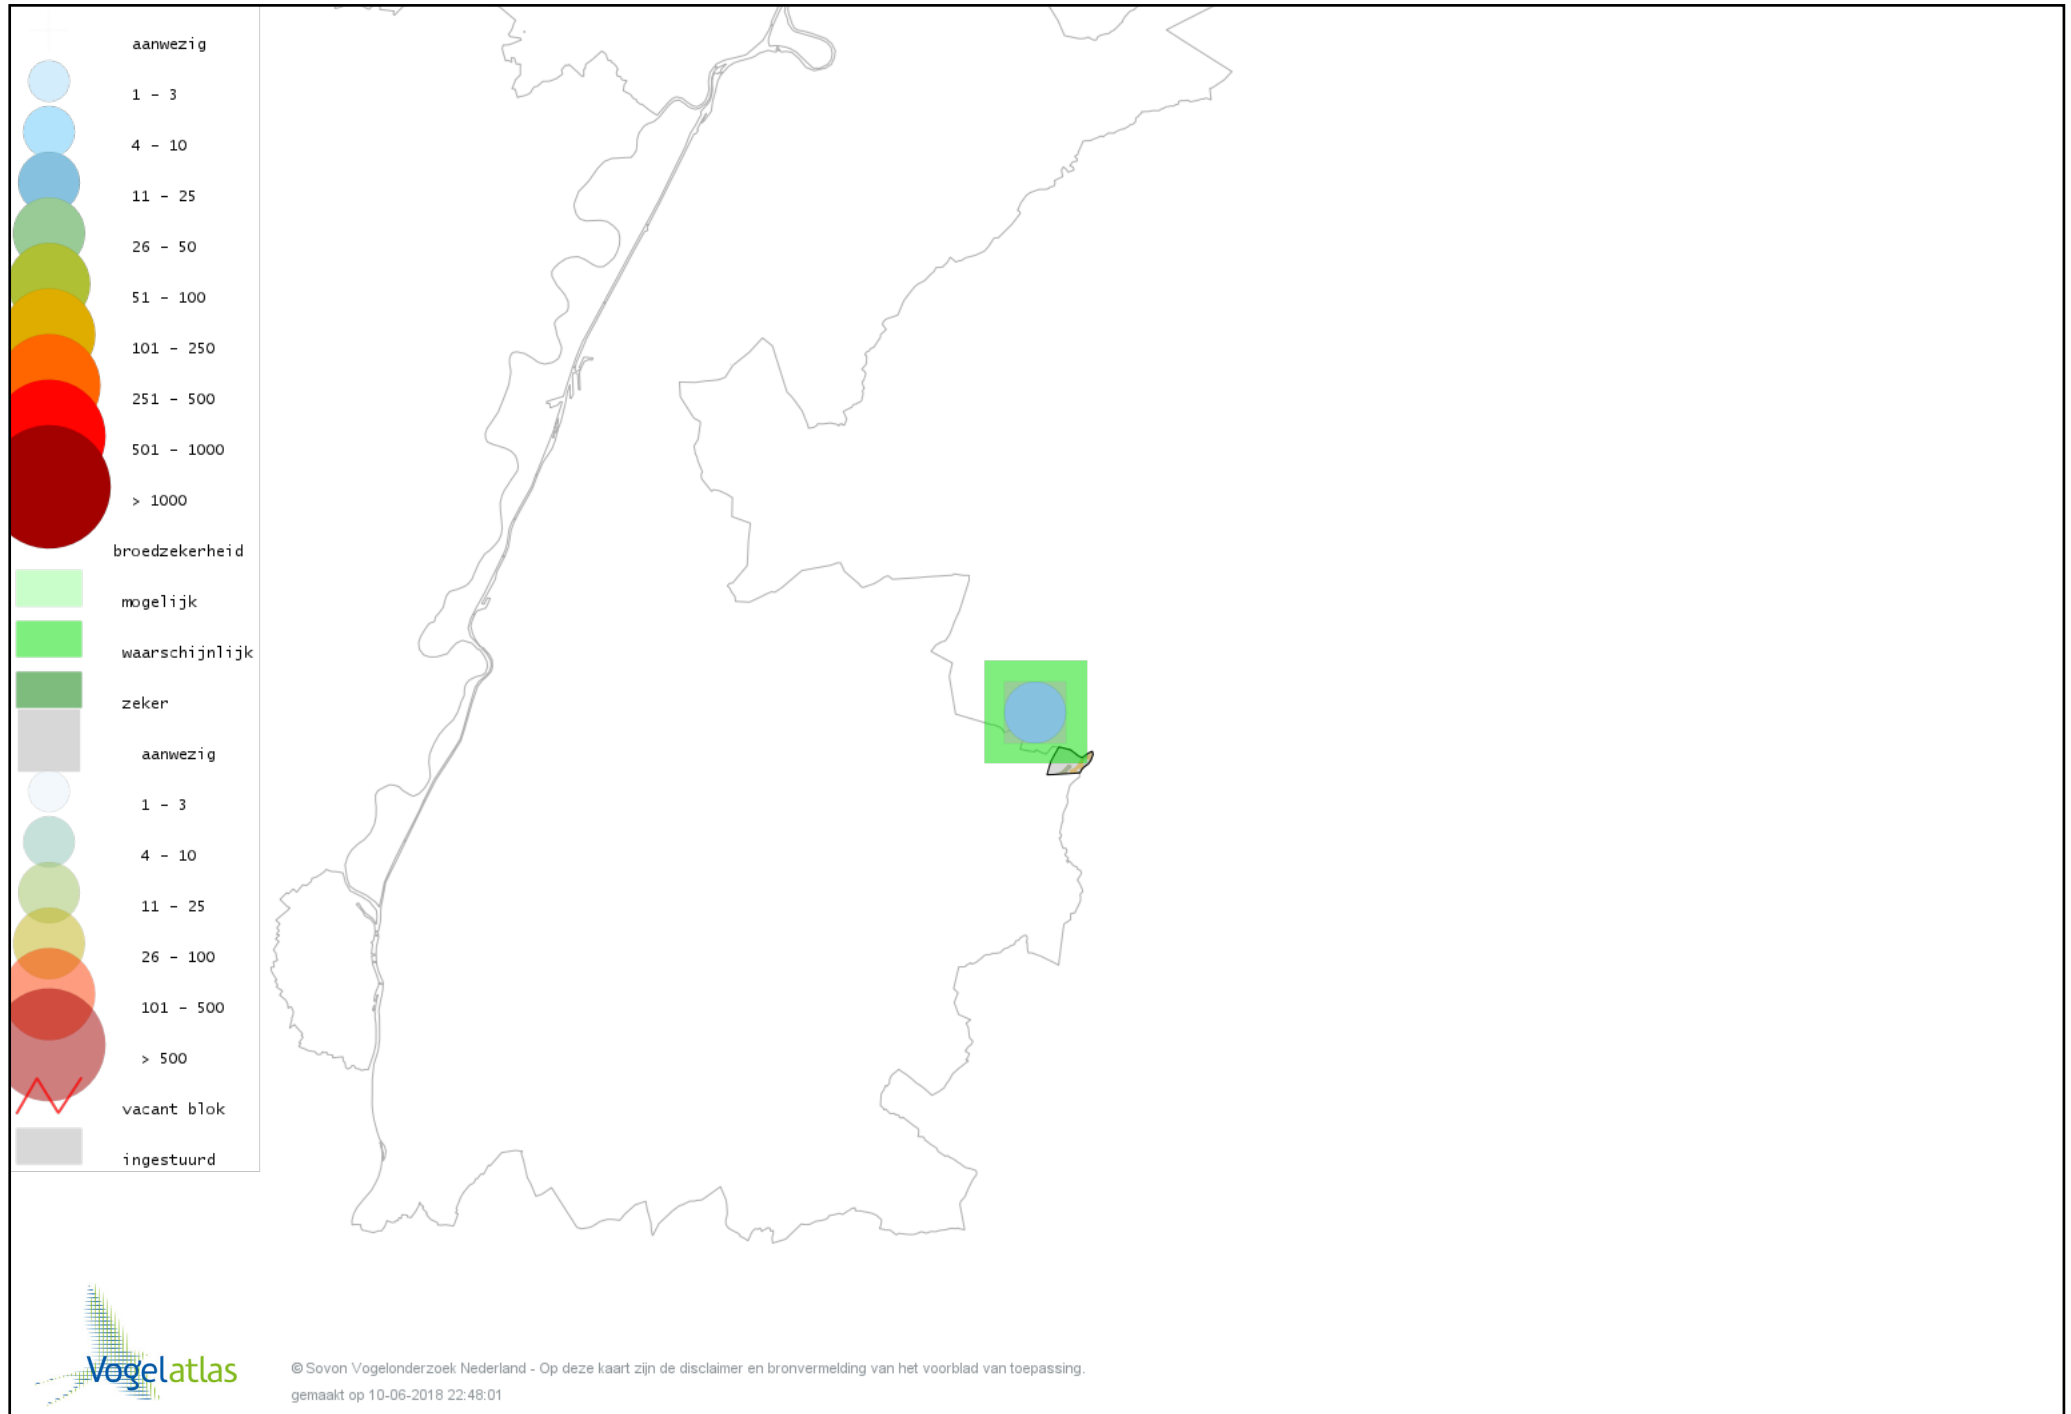 aanwezig
1 - 3
4 - 10
11 - 25
26 - 50
51 - 100
101 - 250
251 - 500
501 - 1000
> 1000
broedzekerheid
mogelijk
waarschijnlijk
zeker
aanwezig
1 - 3
4 - 10
11 - 25
26 - 100
101 - 500
> 500
vacant blok
ingestuurd
Vogelatlas
© Sovon Vogelonderzoek Nederland - Op deze kaart zijn de disclaimer en bronvermelding van het voorblad van toepassing.
gemaakt op 10-06-2018 22:48:01